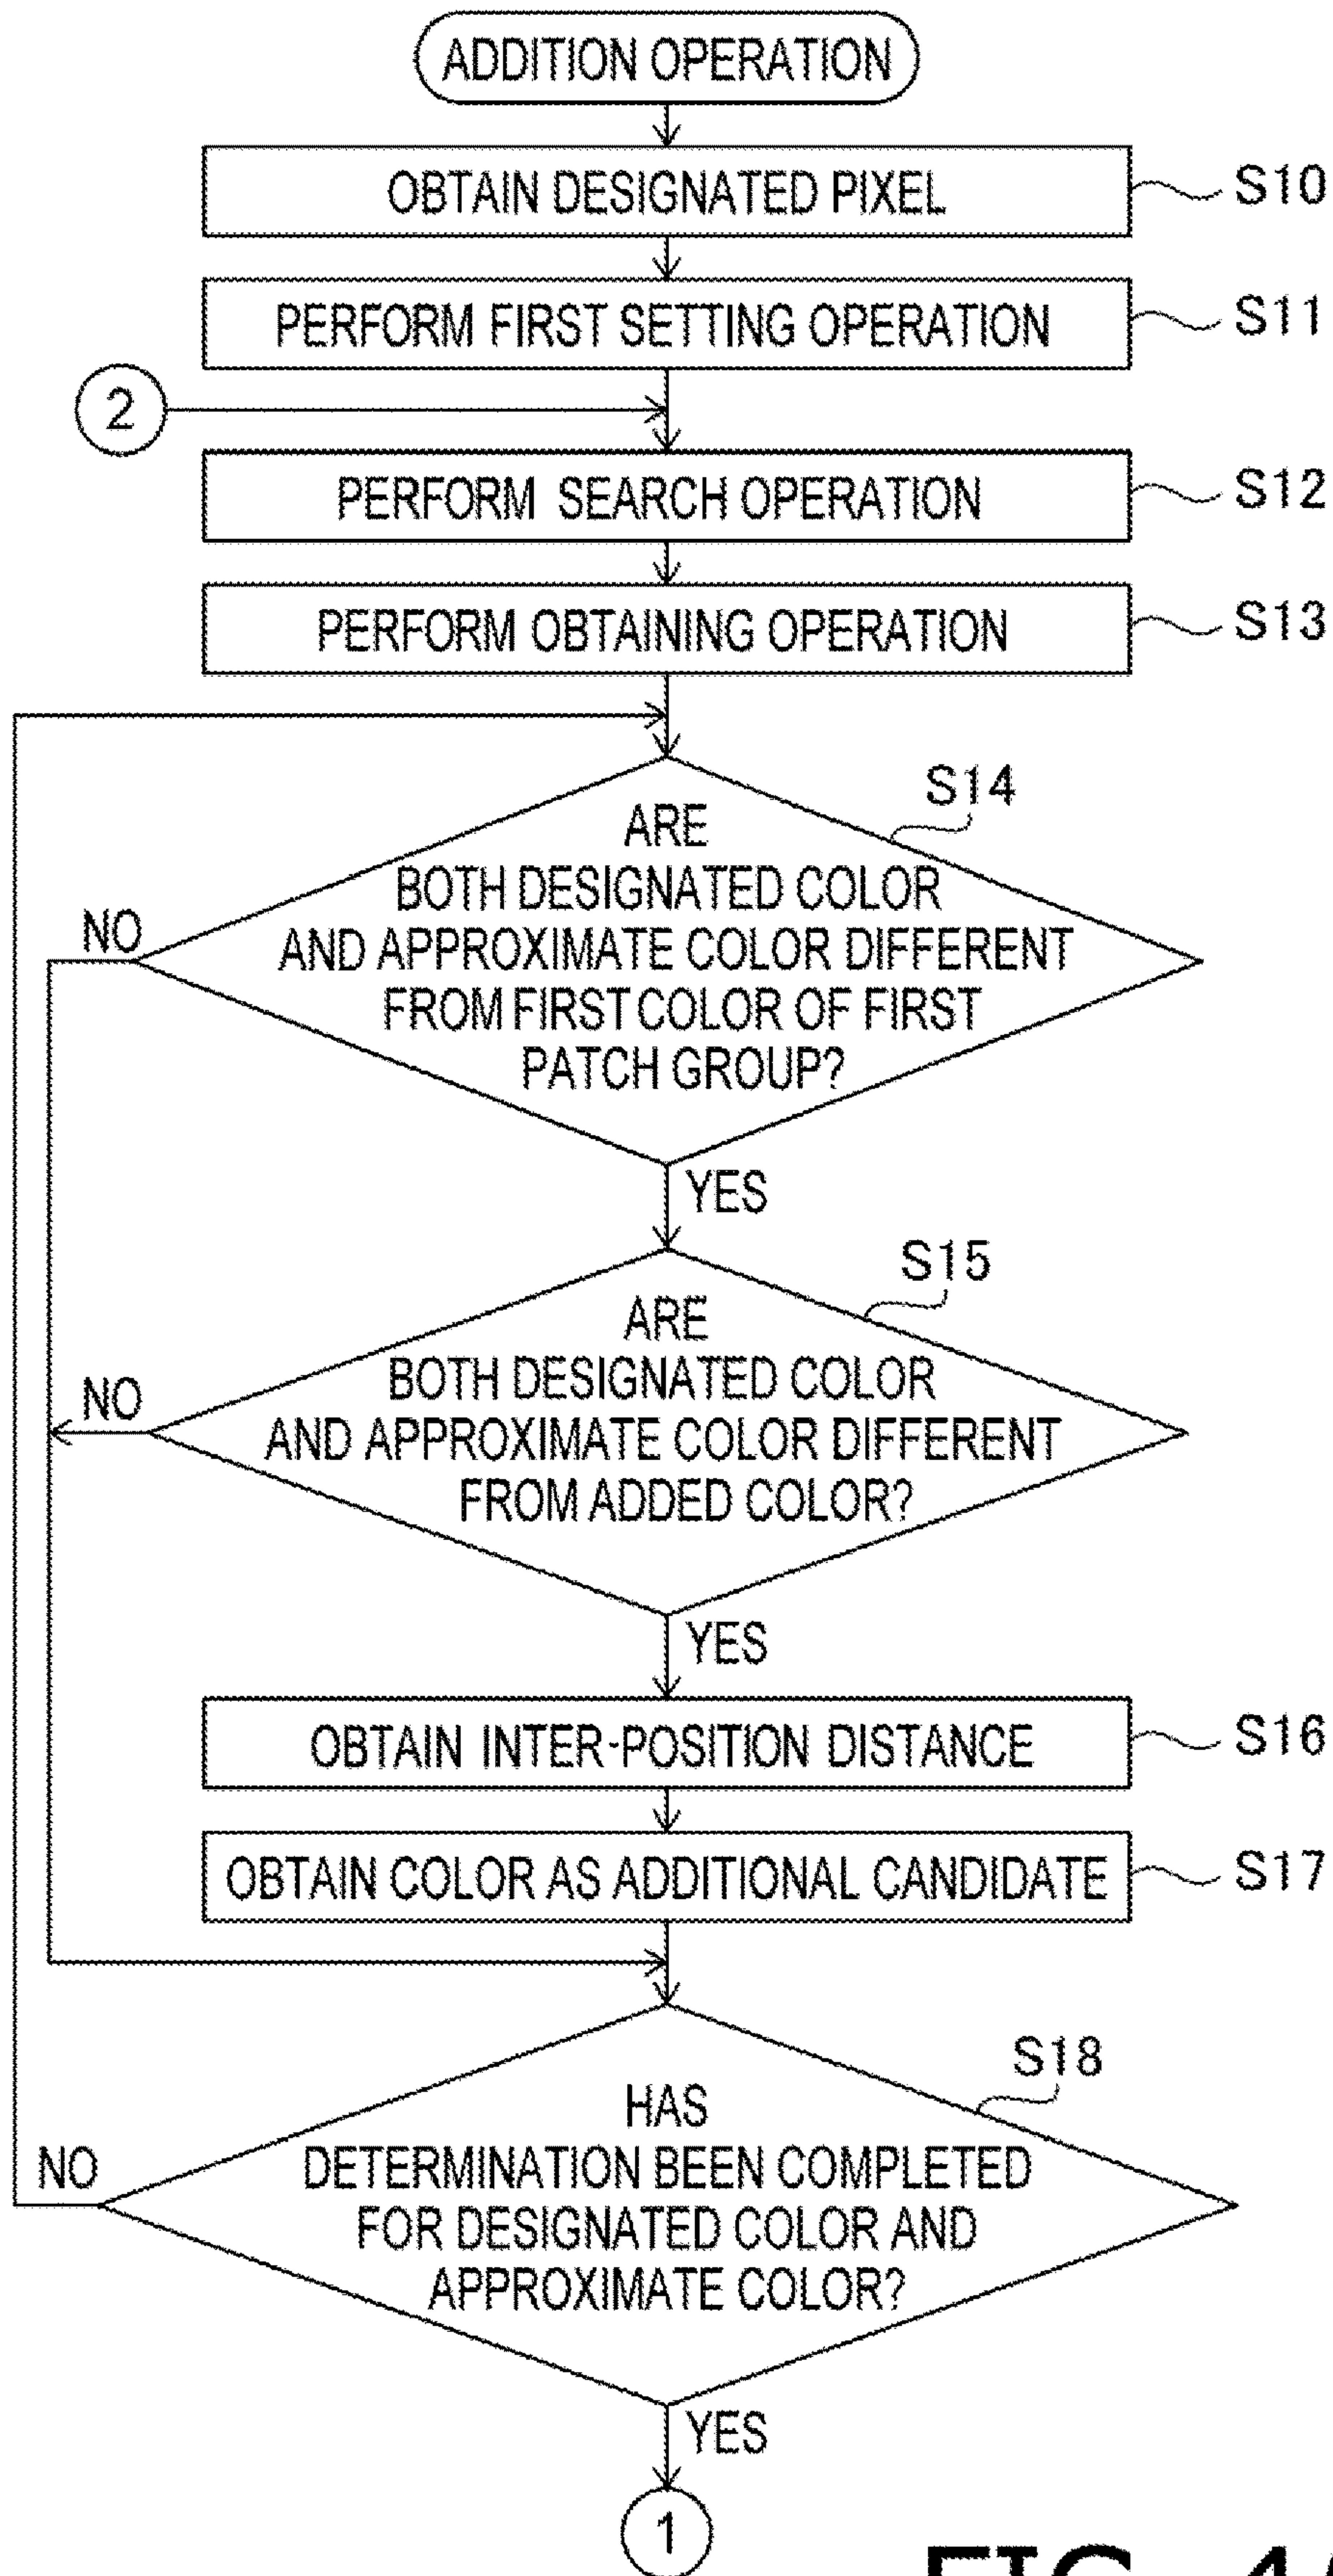 ADDITION OPERATION
OBTAIN DESIGNATED PIXEL
S10
PERFORM FIRST SETTING OPERATION
S11
2
PERFORM SEARCH OPERATION
S12
PERFORM OBTAINING OPERATION
S13
S14
ARE
BOTH DESIGNATED COLOR
AND APPROXIMATE COLOR DIFFERENT
FROM FIRST COLOR OF FIRST
PATCH GROUP?
NO
YES
S15
ARE
BOTH DESIGNATED COLOR
AND APPROXIMATE COLOR DIFFERENT
FROM ADDED COLOR?
NO
YES
OBTAIN INTER-POSITION DISTANCE
S16
OBTAIN COLOR AS ADDITIONAL CANDIDATE
S17
S18
HAS
DETERMINATION BEEN COMPLETED
FOR DESIGNATED COLOR AND
APPROXIMATE COLOR?
NO
YES
1